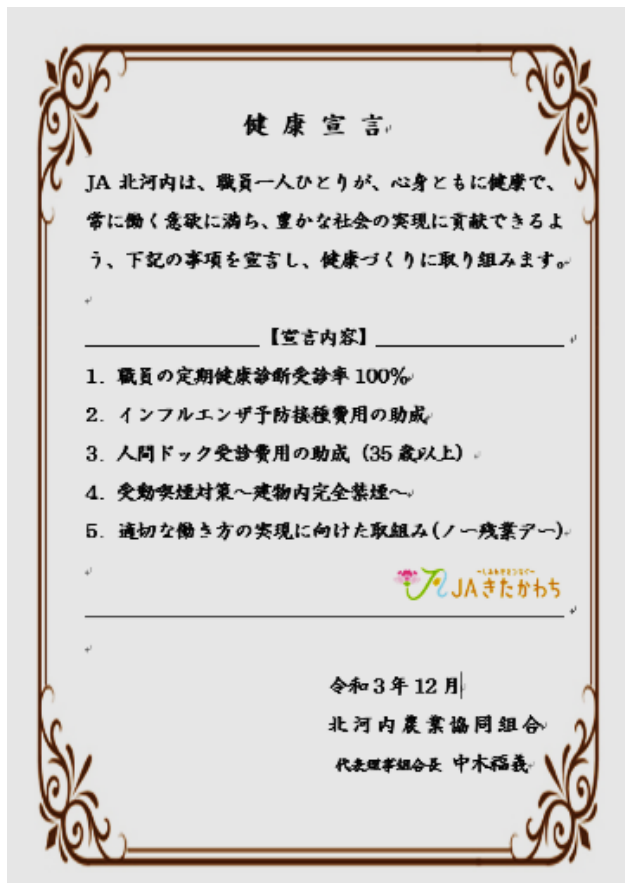 健康宣言
JA 北河内は、職員一人ひとりが、心身ともに健康で、
常に働く意欲に満ち、豊かな社会の実現に貢献できるよ
う、下記の事項を宣言し、健康づくりに取り組みます。
【宣言内容】
1. 職員の定期健康診断受診率 100%
2. インフルエンザ予防接種費用の助成
3. 人間ドック受診費用の助成（35 歳以上）
4. 受動喫煙対策～建物内完全禁煙～
5. 適切な働き方の実現に向けた取組み(ノー残業デー)
JAきたかわち
令和 3 年 12 月
北河内農業協同組合
代表理事組合長 中木福義